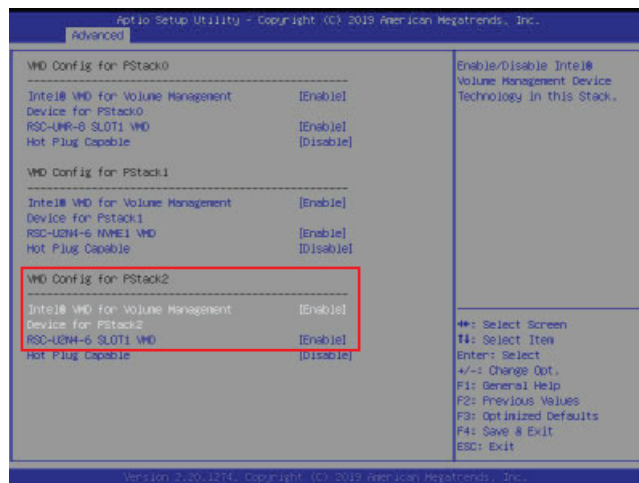 Aptio Setup Utility - Copyright (C) 2019 American Megatrends, Inc.
Advanced
VMD Config for PStack0
Intel® VMD for Volume Management [Enable]
Device for PStack0
RSC-UMR-8 SLOT1 VMD [Enable]
Hot Plug Capable [Disable]
VMD Config for PStack1
Intel® VMD for Volume Management [Enable]
Device for Pstack1
RSC-U2N4-6 NVME1 VMD [Enable]
Hot Plug Capable [Disable]
VMD Config for PStack2
Intel® VMD for Volume Management [Enable]
Device for PStack2
RSC-U2N4-6 SLOT1 VMD [Enable]
Hot Plug Capable [Disable]
Enable/Disable Intel®
Volume Management Device
Technology in this Stack.
↔: Select Screen
↑↓: Select Item
Enter: Select
+/-: Change Opt.
F1: General Help
F2: Previous Values
F3: Optimized Defaults
F4: Save & Exit
ESC: Exit
Version 2.20.1274. Copyright (C) 2019 American Megatrends, Inc.